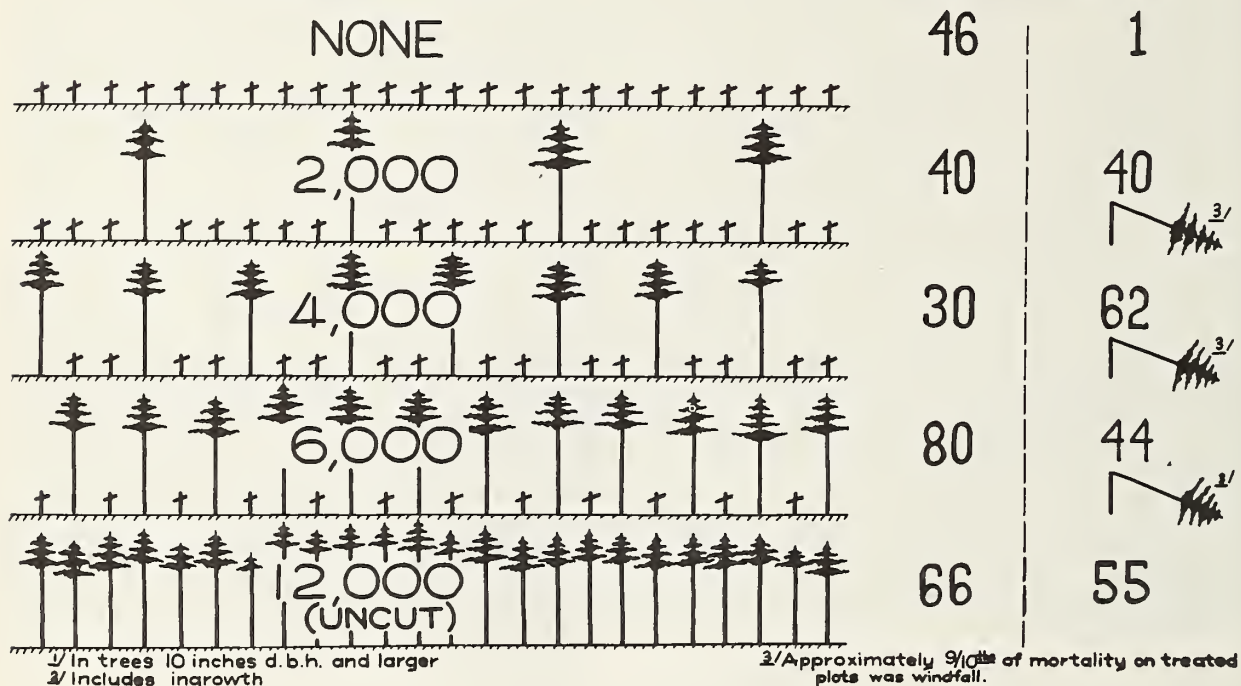 NONE 46 1
2,000 40 40 3/
4,000 30 62 3/
6,000 80 44 3/
12,000 66 55
(UNCUT)
1/ In trees 10 inches d.b.h. and larger
2/ Includes ingrowth
3/ Approximately 9/10ths of mortality on treated
plots was windfall.